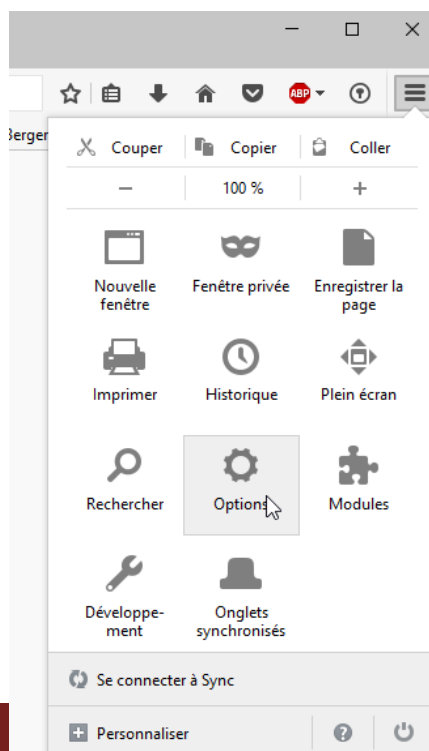 ABP
Berger
Couper Copier Coller
− 100 % +
Nouvelle
fenêtre
Fenêtre privée
Enregistrer la
page
Imprimer
Historique
Plein écran
Rechercher
Options
Modules
Développe-
ment
Onglets
synchronisés
Se connecter à Sync
Personnaliser
?